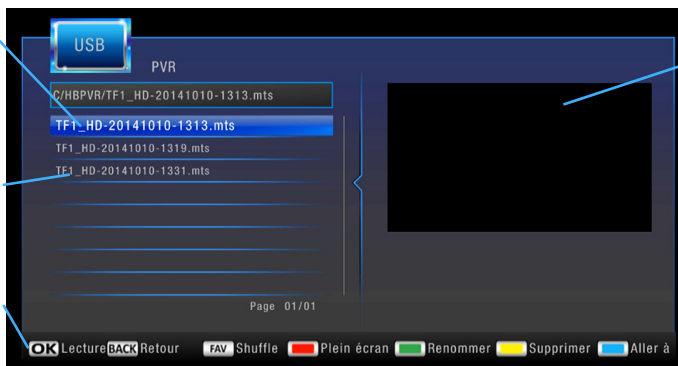 USB
PVR
C/HBPVR/TF1_HD-20141010-1313.mts
TF1_HD-20141010-1313.mts
TF1_HD-20141010-1319.mts
TF1_HD-20141010-1331.mts
Page 01/01
OK Lecture BACK Retour FAV Shuffle Plein écran Renommer Supprimer Aller à